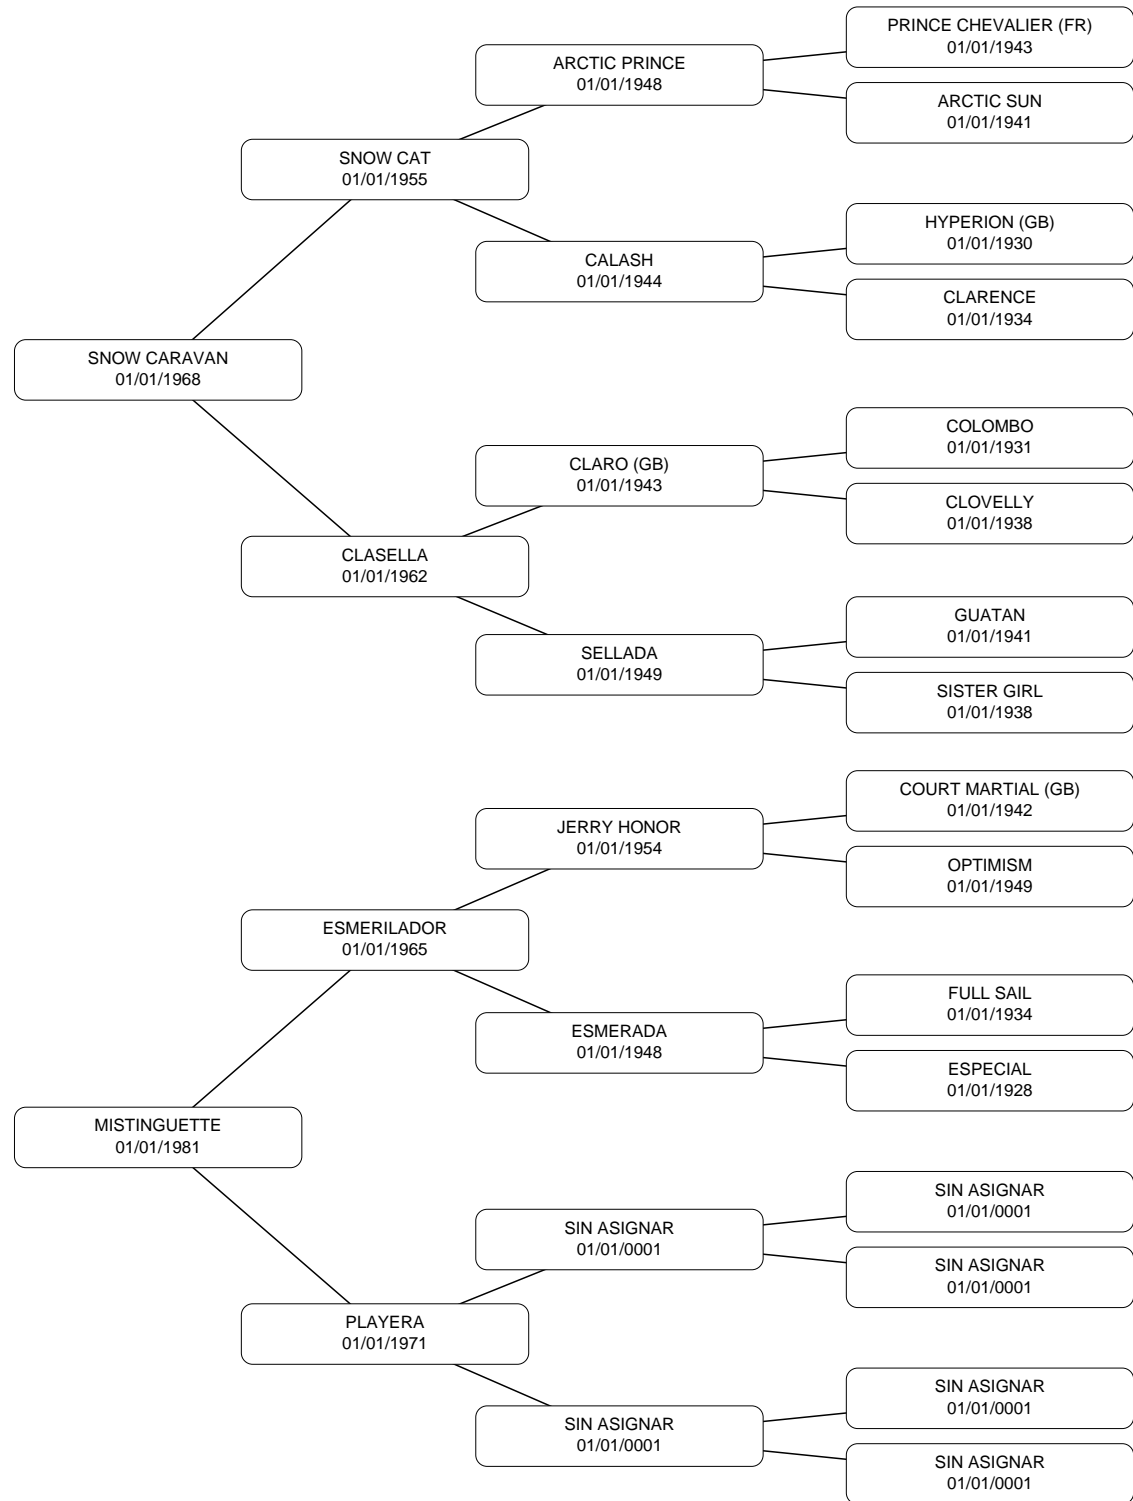 PRINCE CHEVALIER (FR)
01/01/1943
ARCTIC PRINCE
01/01/1948
ARCTIC SUN
01/01/1941
SNOW CAT
01/01/1955
HYPERION (GB)
01/01/1930
CALASH
01/01/1944
CLARENCE
01/01/1934
SNOW CARAVAN
01/01/1968
COLOMBO
01/01/1931
CLARO (GB)
01/01/1943
CLOVELLY
01/01/1938
CLASELLA
01/01/1962
GUATAN
01/01/1941
SELLADA
01/01/1949
SISTER GIRL
01/01/1938
COURT MARTIAL (GB)
01/01/1942
JERRY HONOR
01/01/1954
OPTIMISM
01/01/1949
ESMERILADOR
01/01/1965
FULL SAIL
01/01/1934
ESMERADA
01/01/1948
ESPECIAL
01/01/1928
MISTINGUETTE
01/01/1981
SIN ASIGNAR
01/01/0001
SIN ASIGNAR
01/01/0001
SIN ASIGNAR
01/01/0001
PLAYERA
01/01/1971
SIN ASIGNAR
01/01/0001
SIN ASIGNAR
01/01/0001
SIN ASIGNAR
01/01/0001